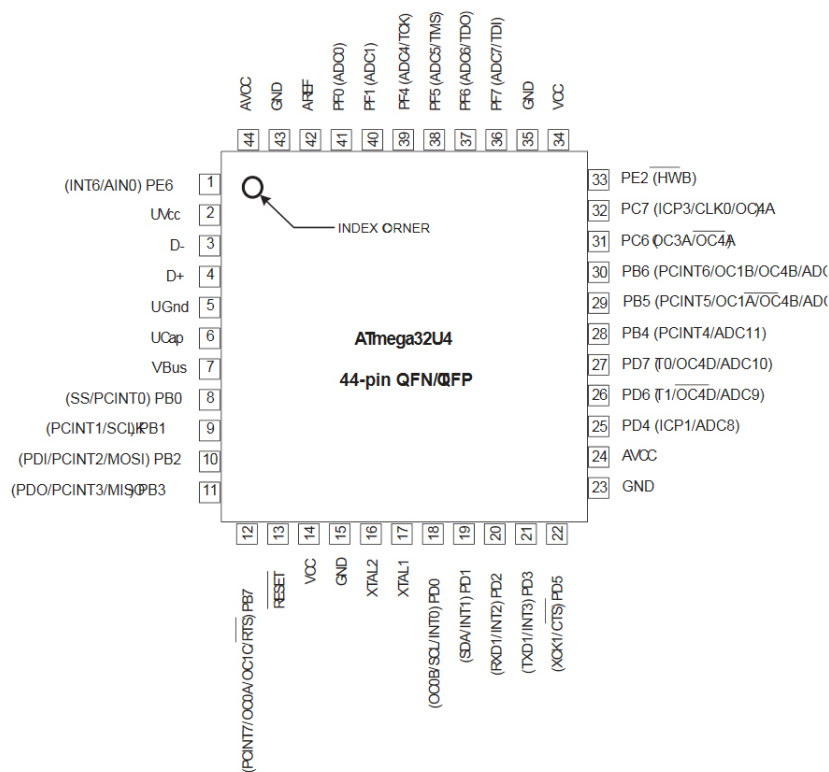 AVCC
GND
AREF
PF0 (ADC0)
PF1 (ADC1)
PF4 (ADC4/TCK)
PF5 (ADC5/TMS)
PF6 (ADC6/TDO)
PF7 (ADC7/TDI)
GND
VCC
44 43 42 41 40 39 38 37 36 35 34
(INT6/AIN0) PE6 1
UVcc 2
D- 3
D+ 4
UGnd 5
UCap 6
VBus 7
(SS/PCINT0) PB0 8
(PCINT1/SCLK) PB1 9
(PDI/PCINT2/MOSI) PB2 10
(PDO/PCINT3/MISO) PB3 11
INDEX ORNER
ATmega32U4
44-pin QFN/TQFP
33 PE2 (HWB)
32 PC7 (ICP3/CLK0/OC4A)
31 PC6 (OC3A/OC4A)
30 PB6 (PCINT6/OC1B/OC4B/ADC
29 PB5 (PCINT5/OC1A/OC4B/ADC
28 PB4 (PCINT4/ADC11)
27 PD7 (T0/OC4D/ADC10)
26 PD6 (T1/OC4D/ADC9)
25 PD4 (ICP1/ADC8)
24 AVCC
23 GND
12 13 14 15 16 17 18 19 20 21 22
(PCINT7/OC0A/OC1C/RTS) PB7
RESET
VCC
GND
XTAL2
XTAL1
(OC0B/SCL/INT0) PD0
(SDA/INT1) PD1
(RXD1/INT2) PD2
(TXD1/INT3) PD3
(XCK1/CTS) PD5